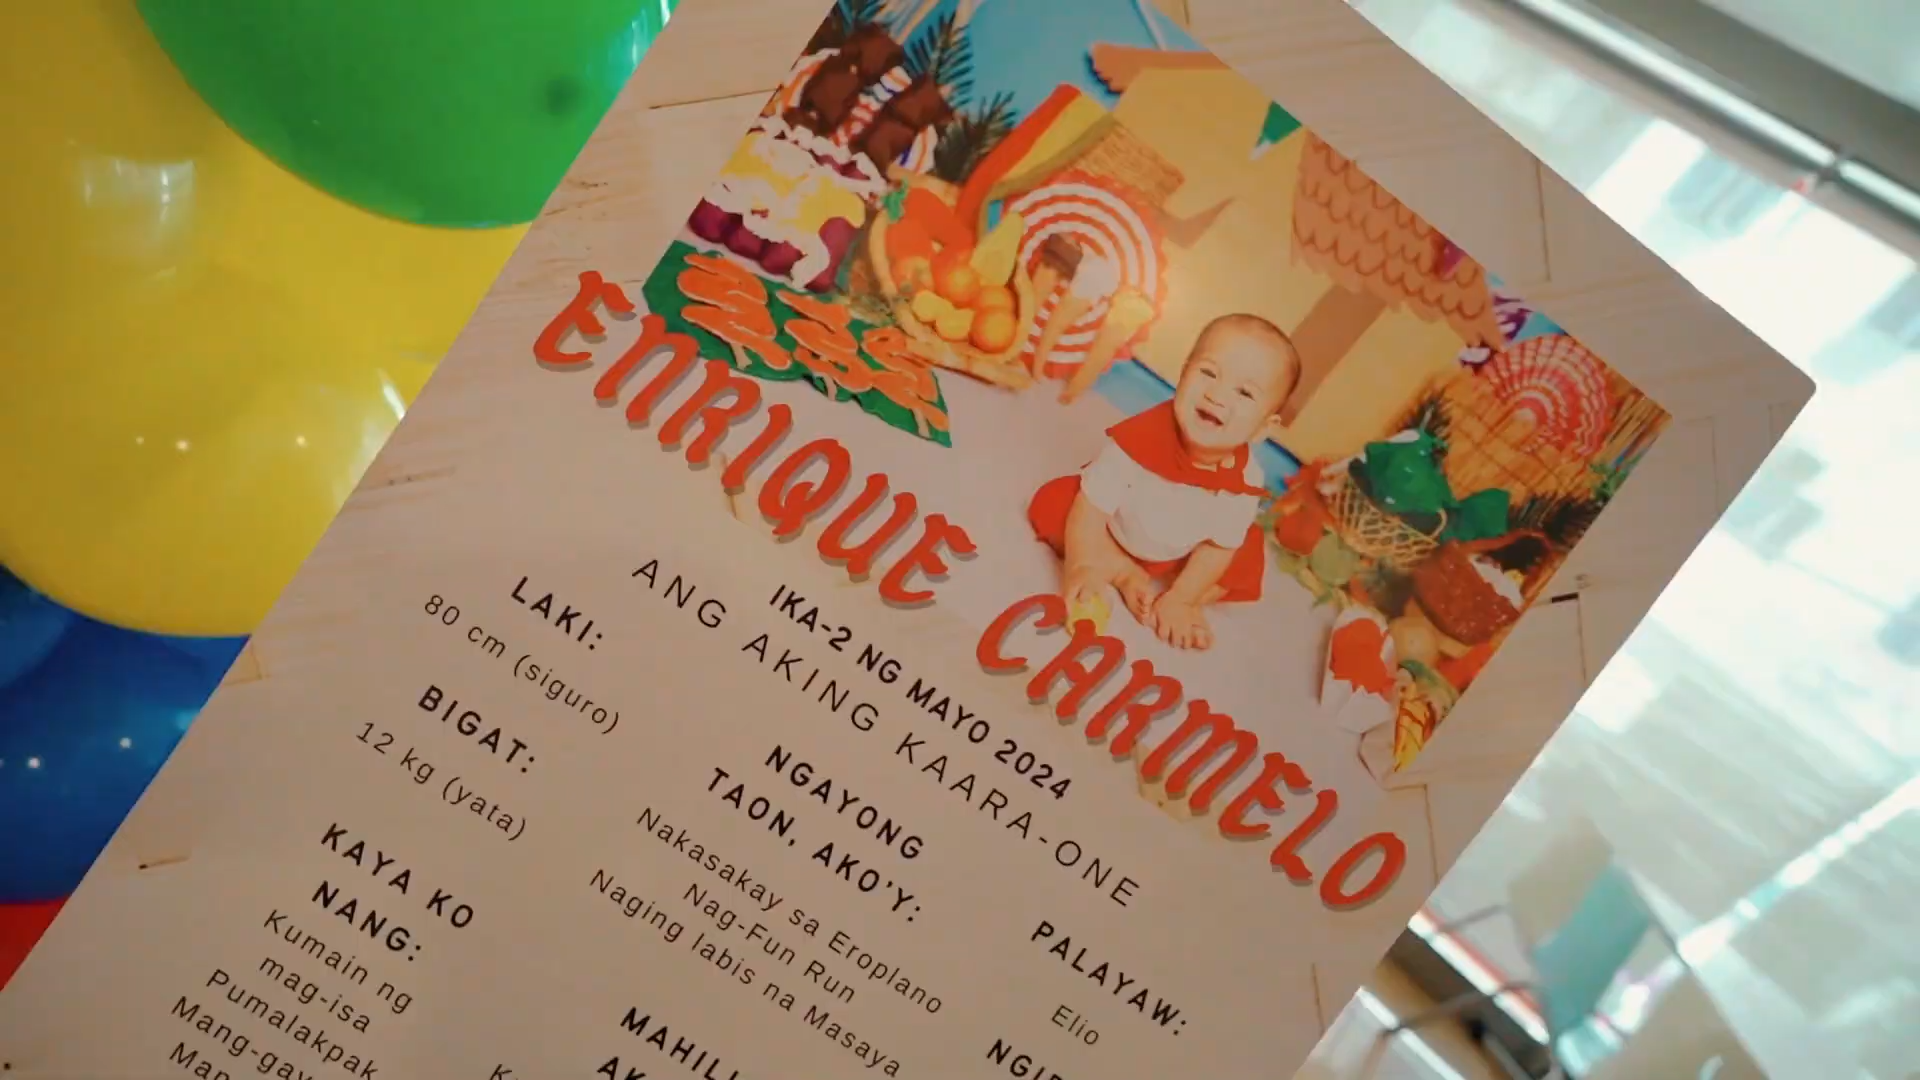 ENRIQUE CARMELO
IKA-2 NG MAYO 2024
ANG AKING KAARA-ONE
LAKI:
80 cm (siguro)
BIGAT:
12 kg (yata)
KAYA KO
NANG:
Kumain ng
mag-isa
Pumalakpak
NGAYONG
TAON, AKO'Y:
Nakasakay sa Eroplano
Nag-Fun Run
Naging labis na Masaya
PALAYAW:
Elio